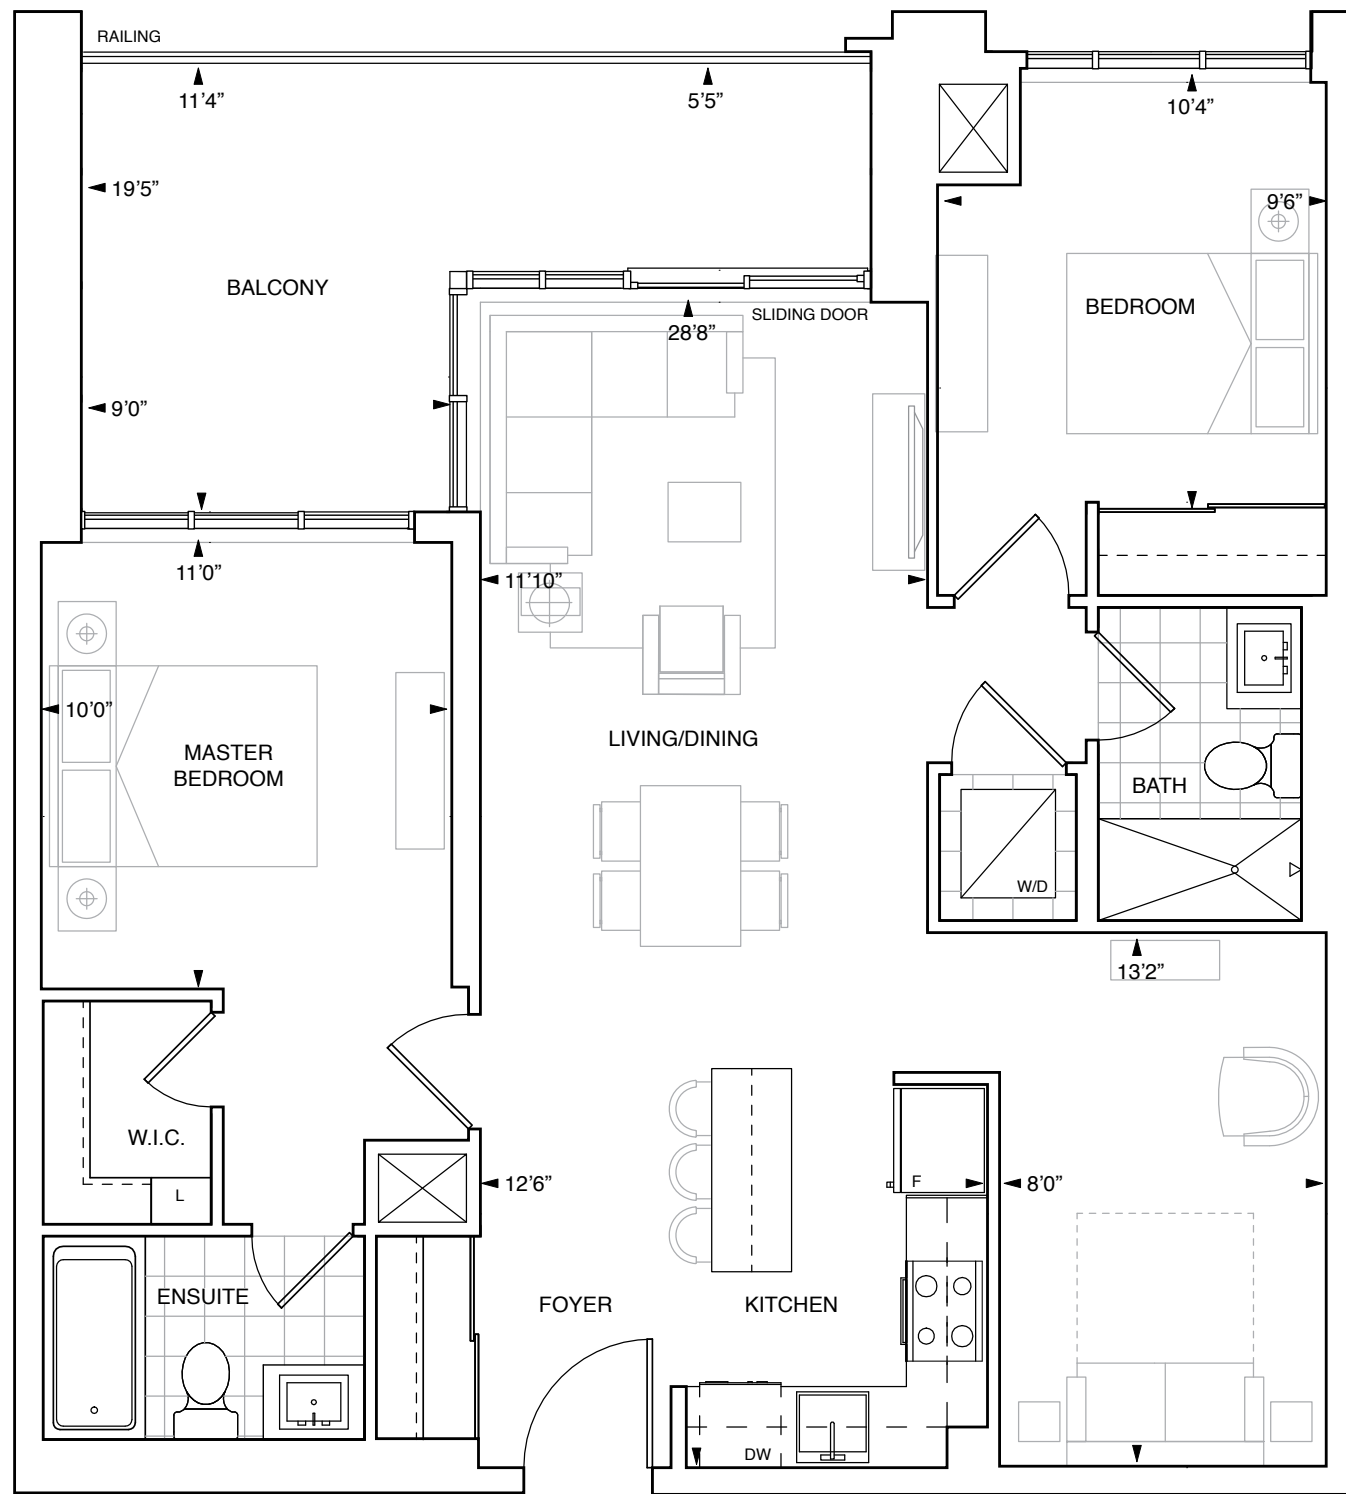 RAILING
11’4”
5’5”
10’4”
19’5”
9’6”
BALCONY
BEDROOM
SLIDING DOOR
28’8”
9’0”
11’0”
11’10”
10’0”
LIVING/DINING
MASTER
BEDROOM
BATH
W/D
13’2”
W.I.C.
L
12’6”
F
8’0”
ENSUITE
FOYER
KITCHEN
DW